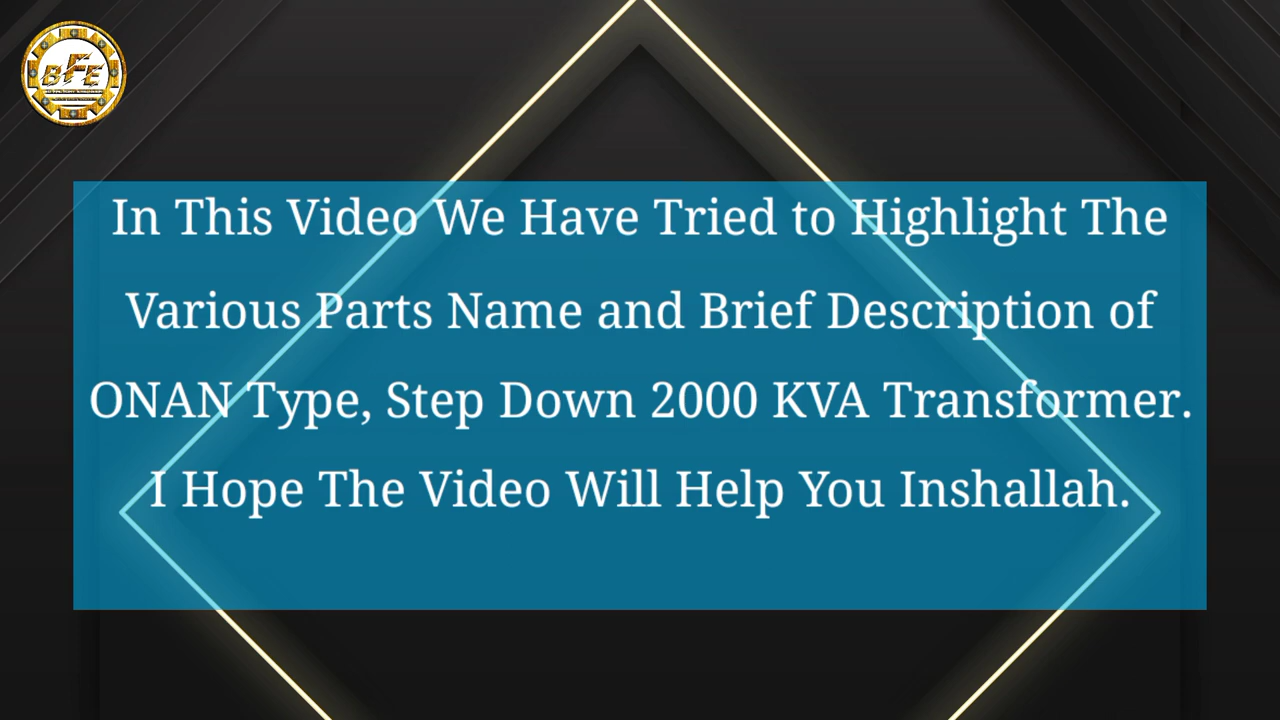 BFE
In This Video We Have Tried to Highlight The
Various Parts Name and Brief Description of
ONAN Type, Step Down 2000 KVA Transformer.
I Hope The Video Will Help You Inshallah.